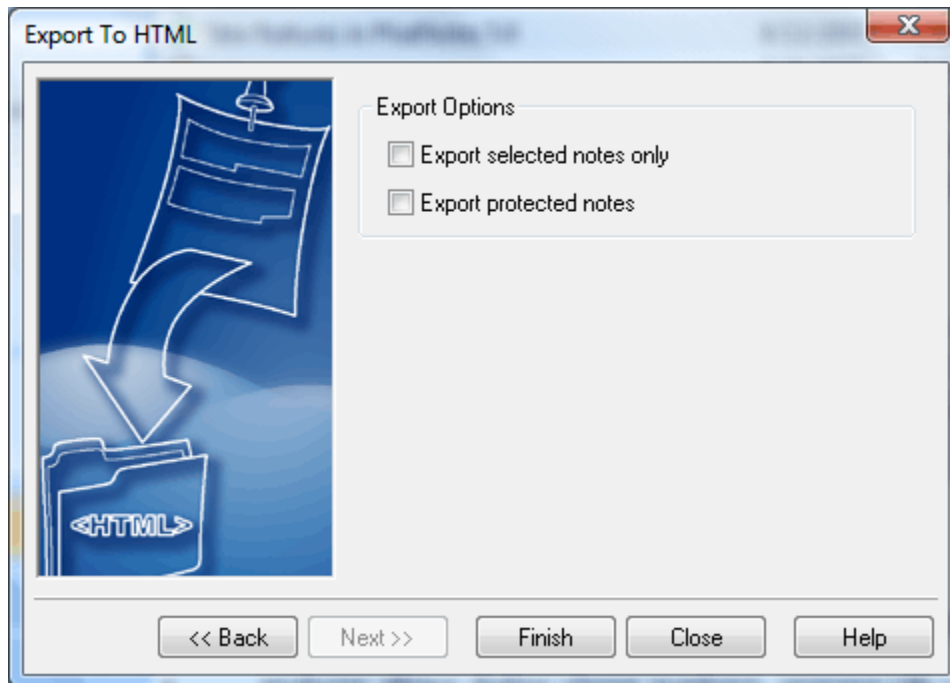 Export To HTML
Export Options
Export selected notes only
Export protected notes
<HTML>
<< Back
Next >>
Finish
Close
Help